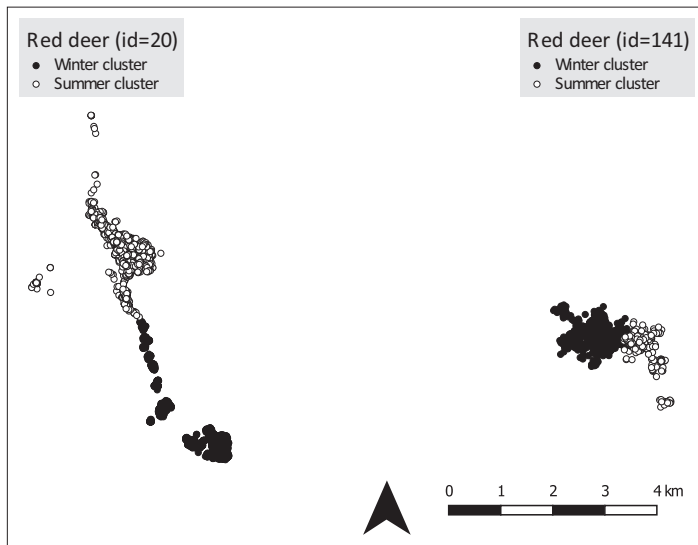 Red deer (id=20)
Winter cluster
Summer cluster
Red deer (id=141)
Winter cluster
Summer cluster
0 1 2 3 4 km